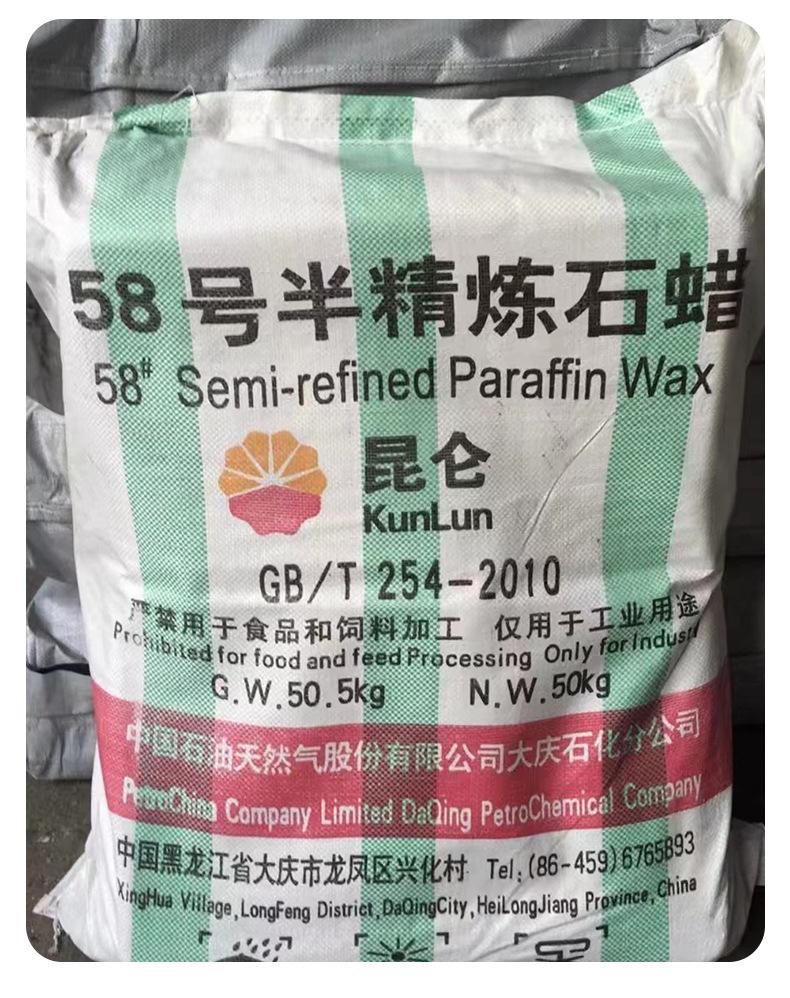 58号半精炼石蜡
58# Semi-refined Paraffin Wax
昆仑
KunLun
GB/T 254-2010
严禁用于食品和饲料加工 仅用于工业用途
Prohibited for food and feed Processing Only for Industr
G.W.50.5kg N.W.50kg
中国石油天然气股份有限公司大庆石化分公司
PetroChina Company Limited DaQing PetroChemical Company
中国黑龙江省大庆市龙凤区兴化村 Tel:(86-459)6765893
XingHua Village,LongFeng District,DaQingCity,HeiLongJiang Province,China